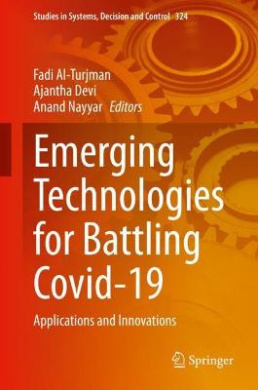 Studies in Systems, Decision and Control 324
Fadi Al-Turjman
Ajantha Devi
Anand Nayyar Editors
Emerging
Technologies
for Battling
Covid-19
Applications and Innovations
Springer